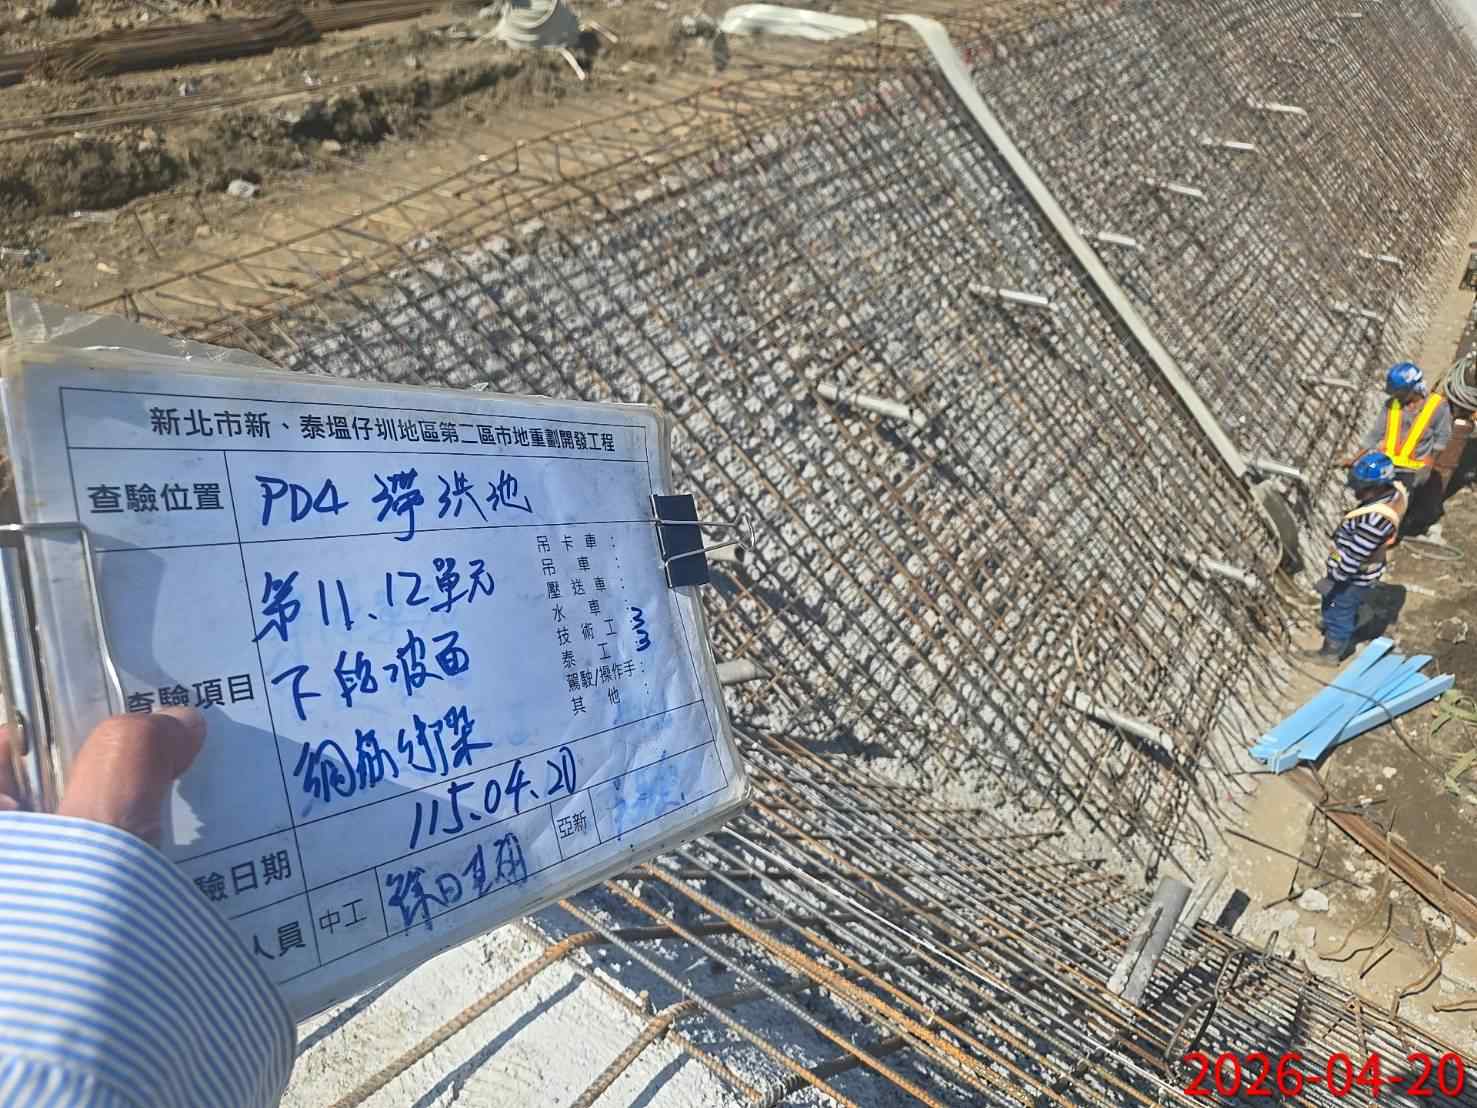 新北市新、泰塭仔圳地區第二區市地重劃開發工程
查驗位置 PD4 滯洪池
查驗項目 第11.12單元
下段坡面
鋼筋綁紮
吊卡車:
吊車:
壓送車:
水車:
技術工:3
泰工:3
駕駛/操作手:
其他:
驗日期 115.04.20
人員 中工 亞新
2026-04-20